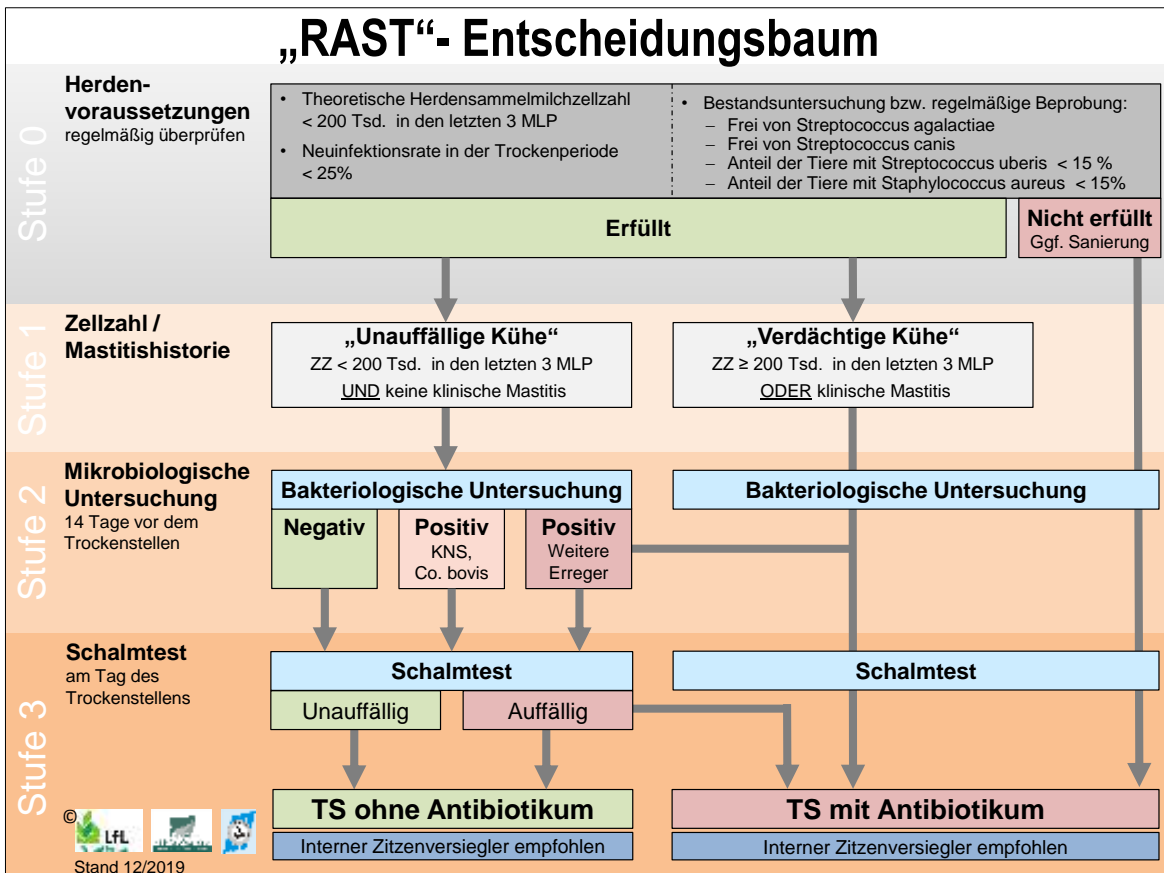 „RAST“- Entscheidungsbaum
Stufe 0
Herden-
voraussetzungen
regelmäßig überprüfen
• Theoretische Herdensammelmilchzellzahl
< 200 Tsd. in den letzten 3 MLP
• Neuinfektionsrate in der Trockenperiode
< 25%
• Bestandsuntersuchung bzw. regelmäßige Beprobung:
– Frei von Streptococcus agalactiae
– Frei von Streptococcus canis
– Anteil der Tiere mit Streptococcus uberis < 15 %
– Anteil der Tiere mit Staphylococcus aureus < 15%
Erfüllt
Nicht erfüllt
Ggf. Sanierung
Stufe 1
Zellzahl /
Mastitishistorie
„Unauffällige Kühe“
ZZ < 200 Tsd. in den letzten 3 MLP
UND keine klinische Mastitis
„Verdächtige Kühe“
ZZ ≥ 200 Tsd. in den letzten 3 MLP
ODER klinische Mastitis
Stufe 2
Mikrobiologische
Untersuchung
14 Tage vor dem
Trockenstellen
Bakteriologische Untersuchung
Negativ
Positiv
KNS,
Co. bovis
Positiv
Weitere
Erreger
Bakteriologische Untersuchung
Stufe 3
Schalmtest
am Tag des
Trockenstellens
Schalmtest
Unauffällig
Auffällig
Schalmtest
TS ohne Antibiotikum
Interner Zitzenversiegler empfohlen
TS mit Antibiotikum
Interner Zitzenversiegler empfohlen
©
LfL
Stand 12/2019